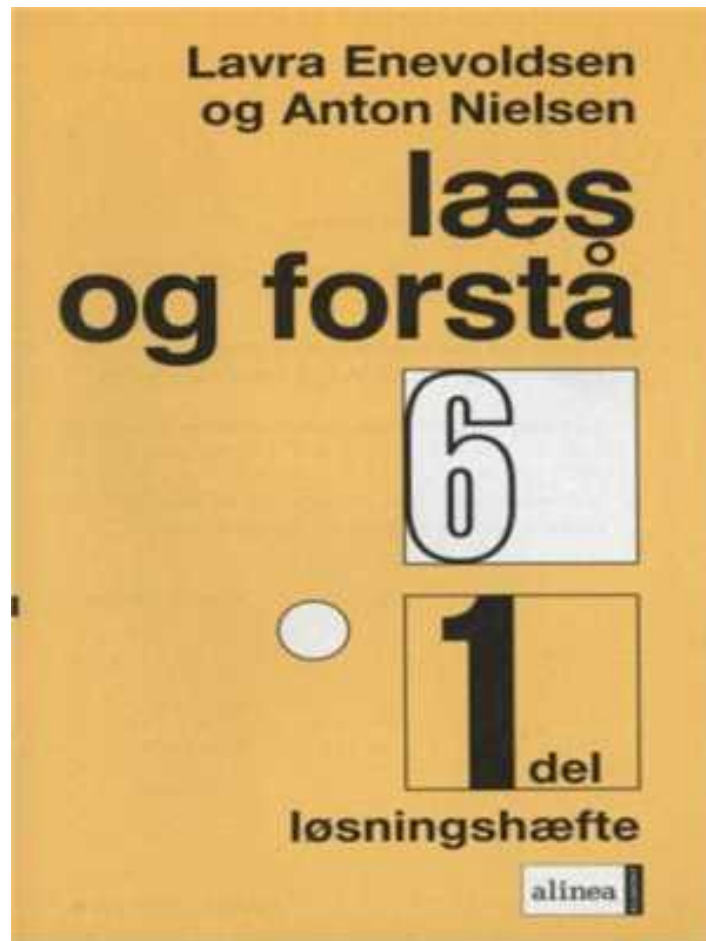 Lavra Enevoldsen
og Anton Nielsen
læs
og forstå
6
1
del
løsningshæfte
alinea